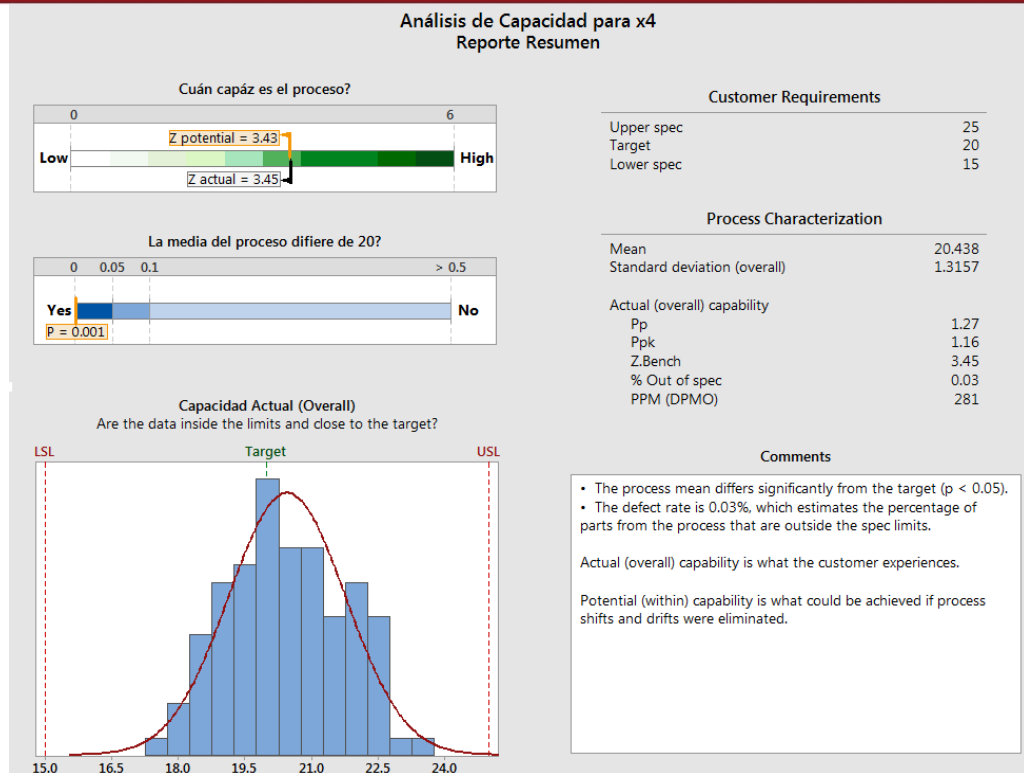 Análisis de Capacidad para x4
Reporte Resumen
Cuán capáz es el proceso?
0 6
Z potential = 3.43
Low High
Z actual = 3.45
La media del proceso difiere de 20?
0 0.05 0.1 > 0.5
Yes No
P = 0.001
Capacidad Actual (Overall)
Are the data inside the limits and close to the target?
LSL Target USL
15.0 16.5 18.0 19.5 21.0 22.5 24.0
Customer Requirements
Upper spec 25
Target 20
Lower spec 15
Process Characterization
Mean 20.438
Standard deviation (overall) 1.3157
Actual (overall) capability
Pp 1.27
Ppk 1.16
Z.Bench 3.45
% Out of spec 0.03
PPM (DPMO) 281
Comments
• The process mean differs significantly from the target (p < 0.05).
• The defect rate is 0.03%, which estimates the percentage of
parts from the process that are outside the spec limits.
Actual (overall) capability is what the customer experiences.
Potential (within) capability is what could be achieved if process
shifts and drifts were eliminated.